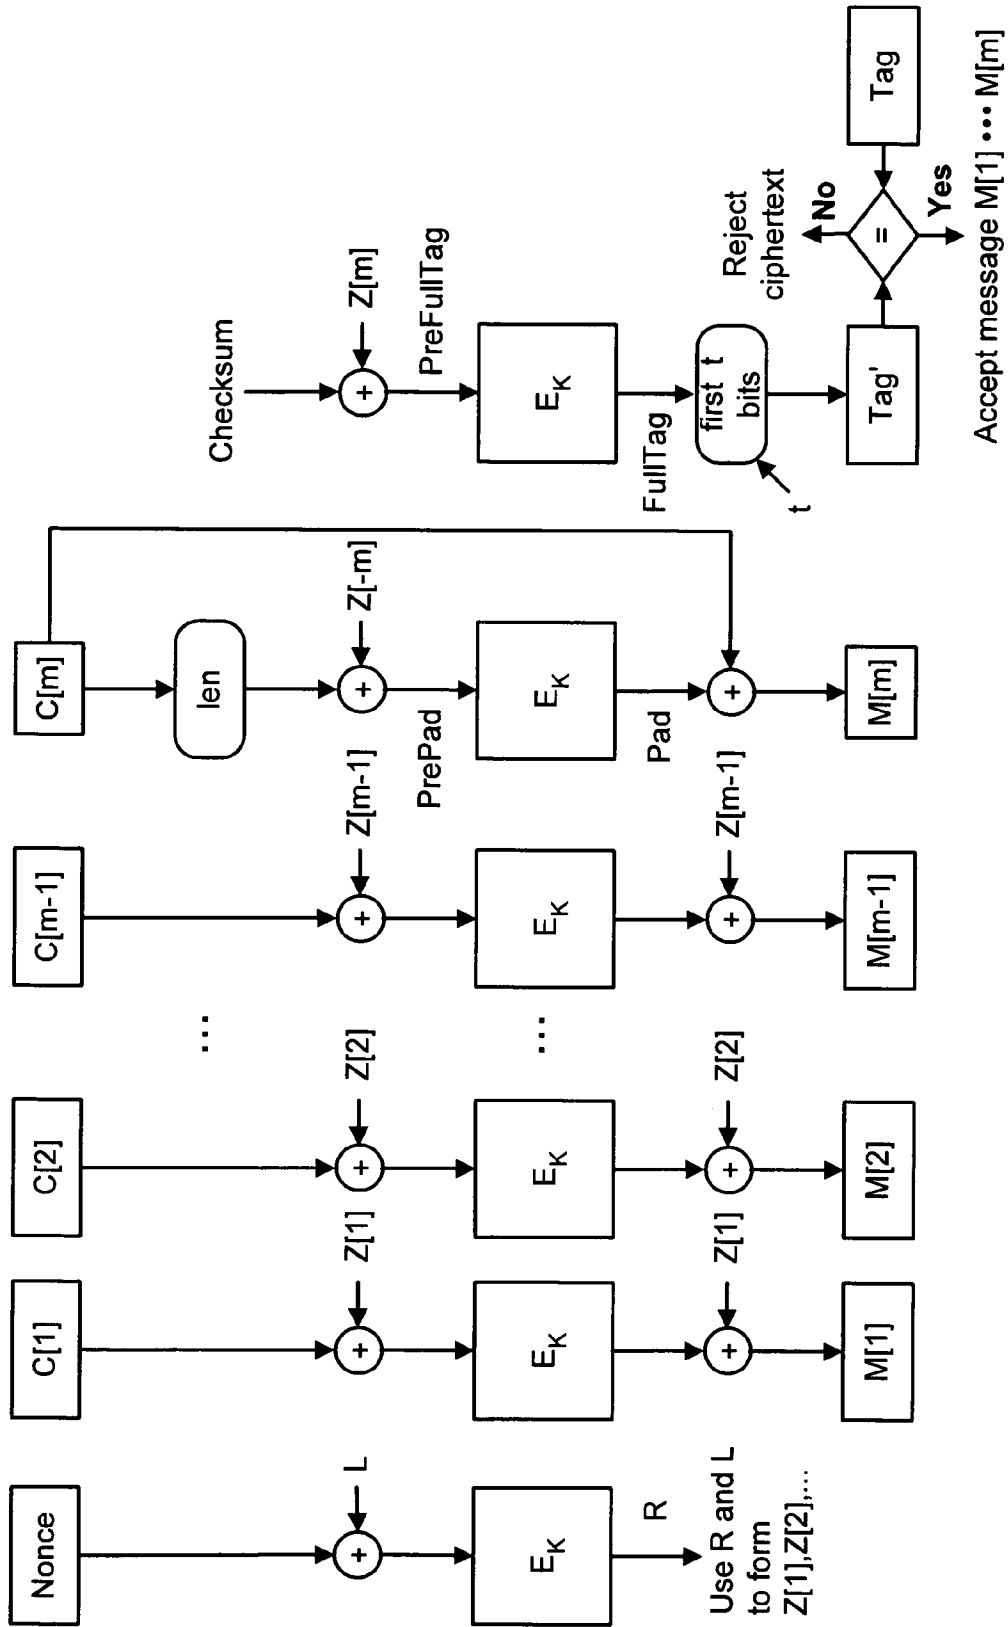 Nonce
L
E_K
R
Use R and L
to form
Z[1],Z[2],...
C[1]
+
Z[1]
E_K
+
Z[1]
M[1]
C[2]
+
Z[2]
E_K
+
Z[2]
M[2]
...
...
C[m-1]
+
Z[m-1]
E_K
+
Z[m-1]
M[m-1]
C[m]
len
+
Z[-m]
PrePad
E_K
Pad
+
M[m]
Checksum
+
Z[m]
PreFullTag
E_K
FullTag
first t
bits
t
Tag'
=
Tag
No
Reject
ciphertext
Yes
Accept message M[1] ••• M[m]